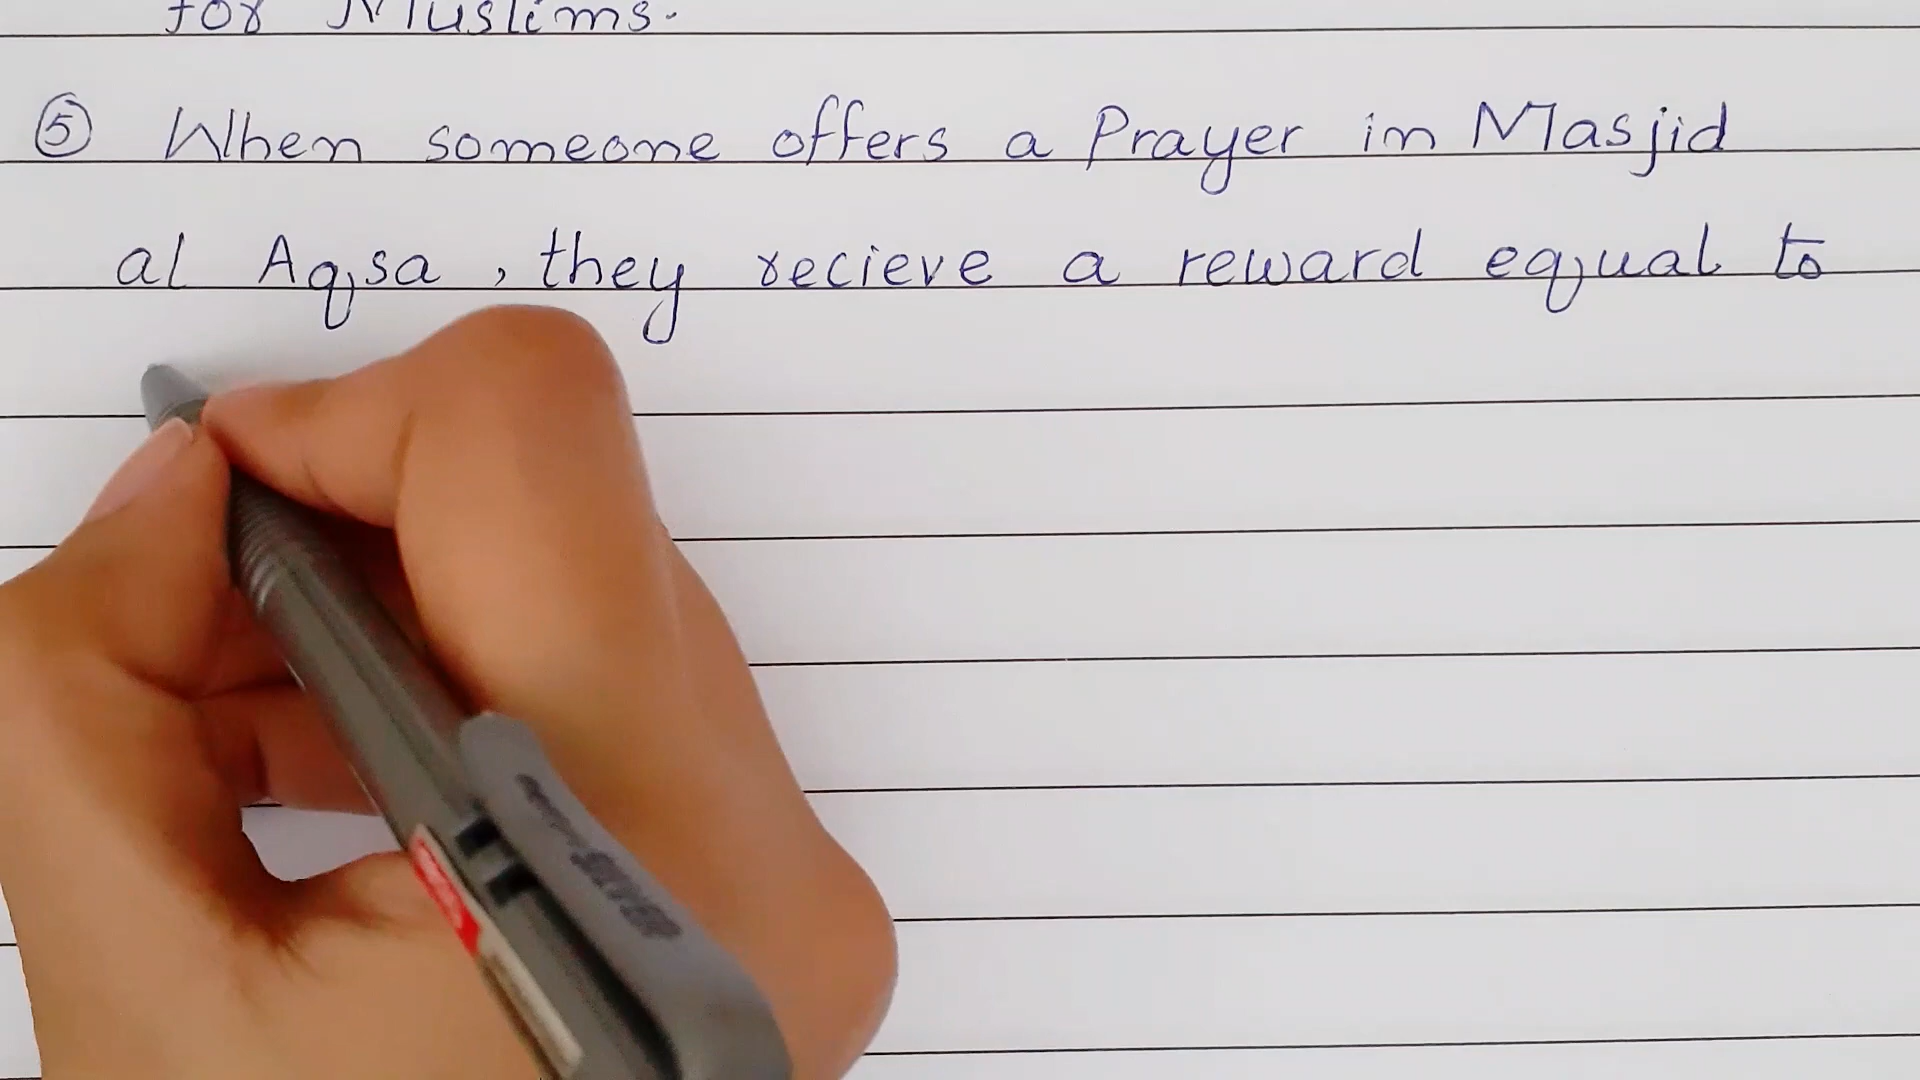 for Muslims.
⑤ When someone offers a Prayer in Masjid
al Aqsa, they recieve a reward equal to